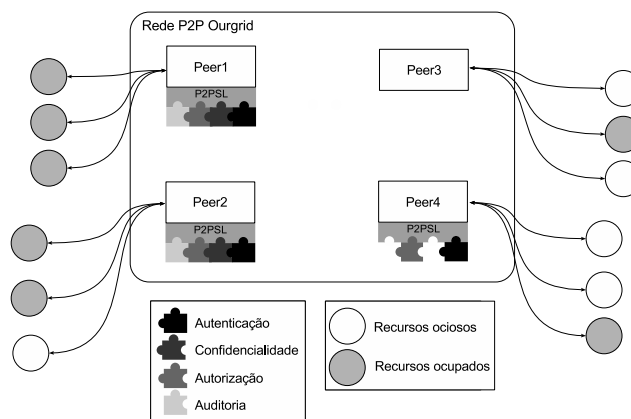 Rede P2P Ourgrid
Peer1
P2PSL
Peer3
Peer2
P2PSL
Peer4
P2PSL
Autenticação
Confidencialidade
Autorização
Auditoria
Recursos ociosos
Recursos ocupados